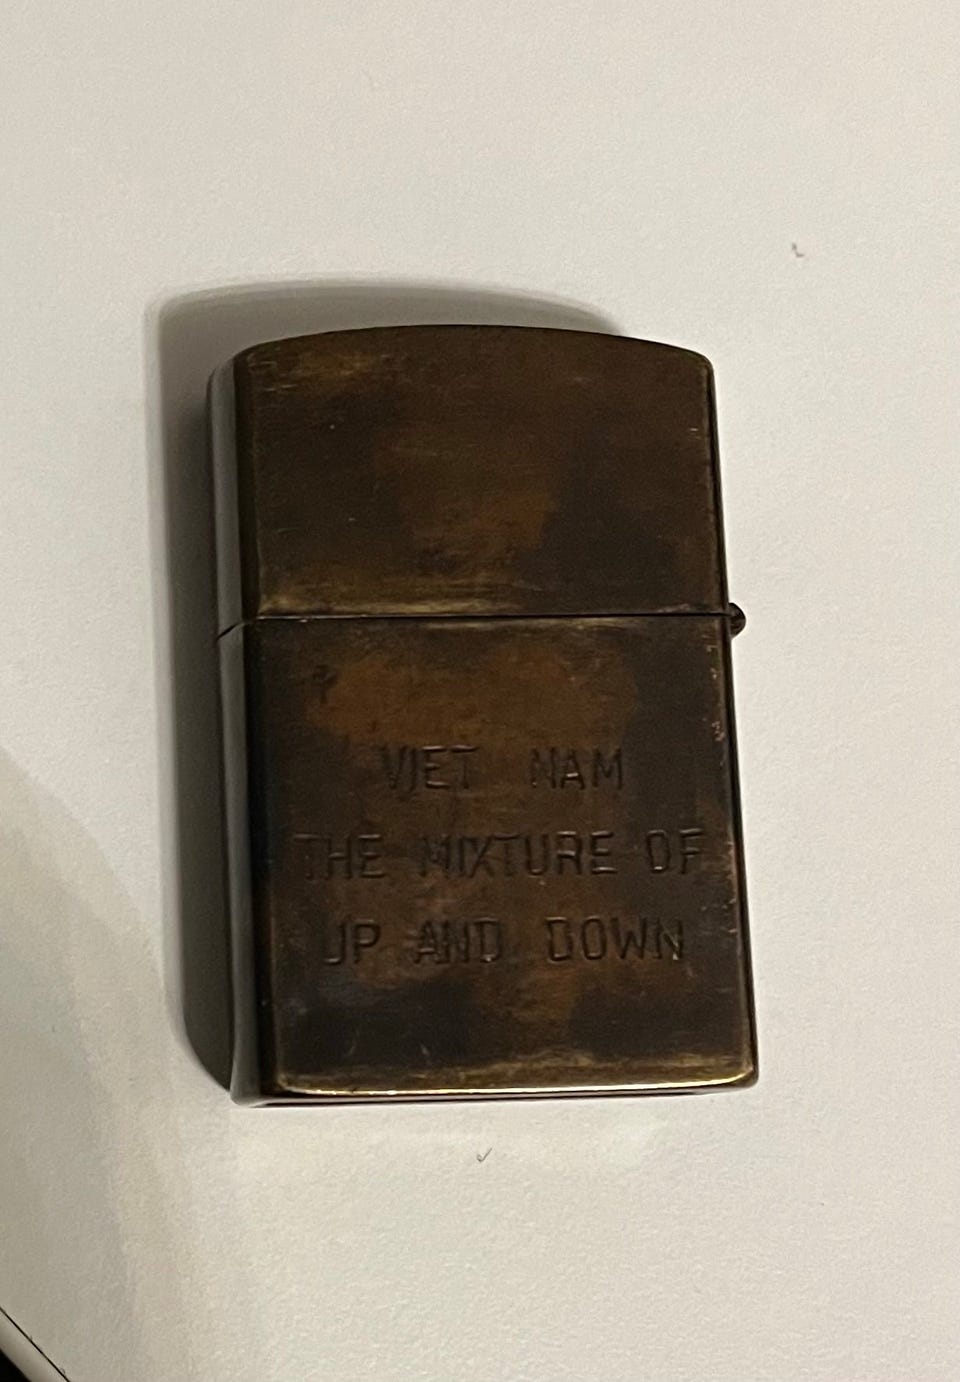 VIET NAM
THE MIXTURE OF
UP AND DOWN